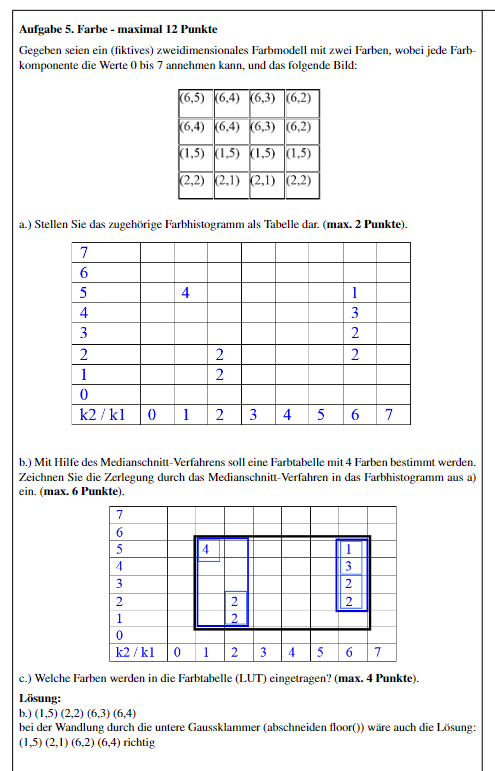 Aufgabe 5. Farbe - maximal 12 Punkte
Gegeben seien ein (fiktives) zweidimensionales Farbmodell mit zwei Farben, wobei jede Farb-
komponente die Werte 0 bis 7 annehmen kann, und das folgende Bild:
(6,5) (6,4) (6,3) (6,2)
(6,4) (6,4) (6,3) (6,2)
(1,5) (1,5) (1,5) (1,5)
(2,2) (2,1) (2,1) (2,2)
a.) Stellen Sie das zugehörige Farbhistogramm als Tabelle dar. (max. 2 Punkte).
7
6
5 4 1
4 3
3 2
2 2 2
1 2
0
k2 / k1 0 1 2 3 4 5 6 7
b.) Mit Hilfe des Medianschnitt-Verfahrens soll eine Farbtabelle mit 4 Farben bestimmt werden.
Zeichnen Sie die Zerlegung durch das Medianschnitt-Verfahren in das Farbhistogramm aus a)
ein. (max. 6 Punkte).
7
6
5 4 1
4 3
3 2
2 2 2
1 2
0
k2 / k1 0 1 2 3 4 5 6 7
c.) Welche Farben werden in die Farbtabelle (LUT) eingetragen? (max. 4 Punkte).
Lösung:
b.) (1,5) (2,2) (6,3) (6,4)
bei der Wandlung durch die untere Gaussklammer (abschneiden floor()) wäre auch die Lösung:
(1,5) (2,1) (6,2) (6,4) richtig